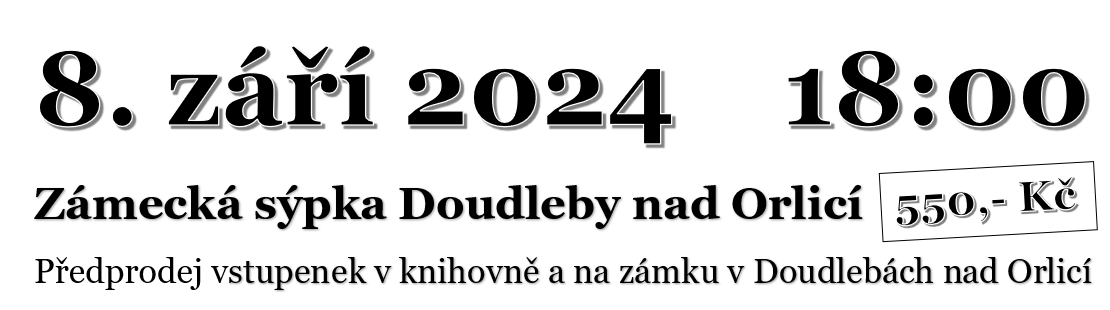 8. září 2024 18:00
Zámecká sýpka Doudleby nad Orlicí 550,- Kč
Předprodej vstupenek v knihovně a na zámku v Doudlebách nad Orlicí